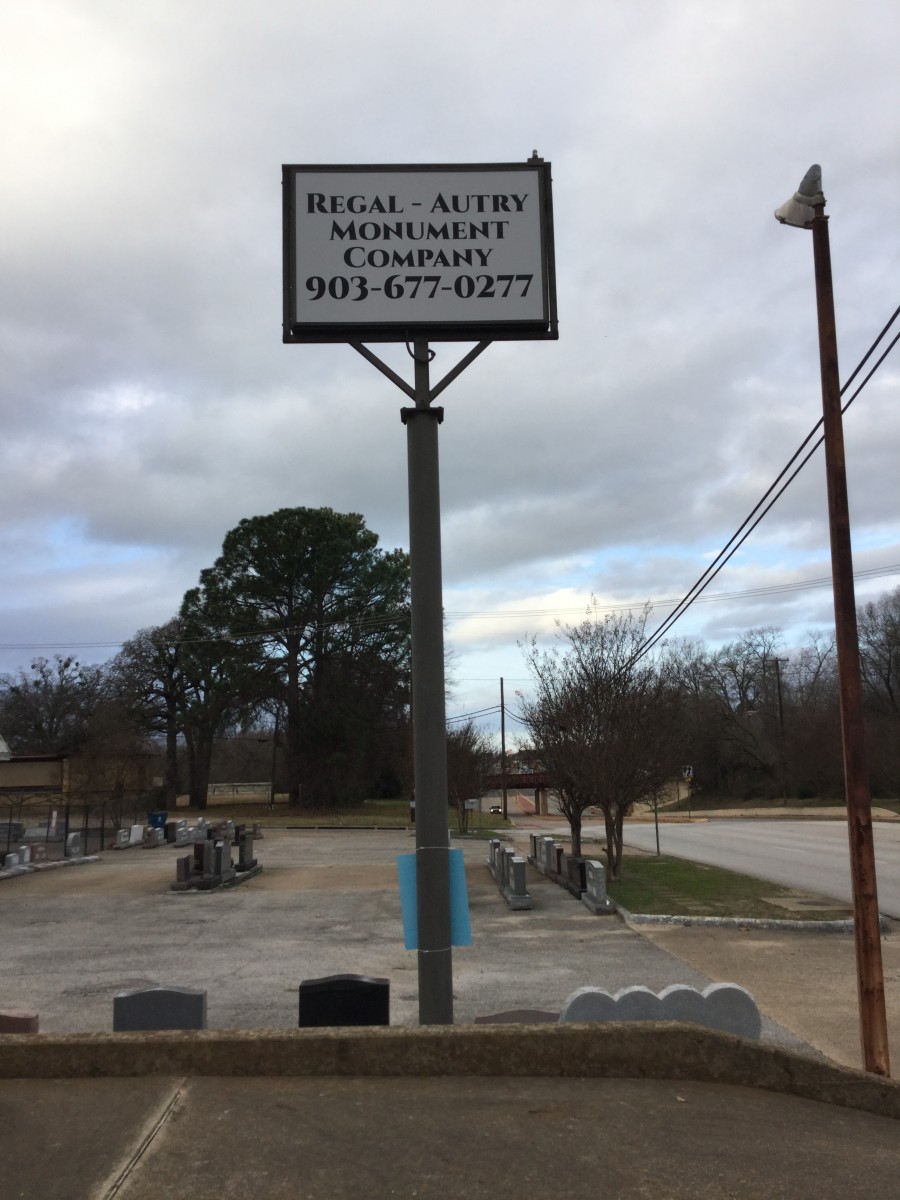 Regal - Autry
Monument
Company
903-677-0277